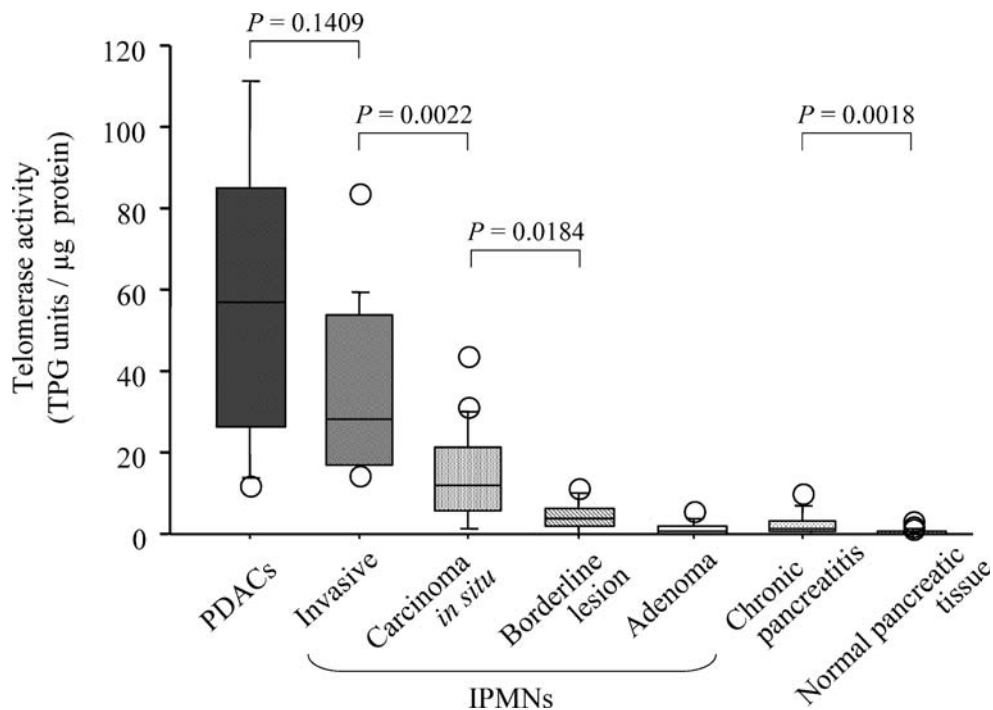 P = 0.1409
P = 0.0022
P = 0.0018
P = 0.0184
Telomerase activity
(TPG units / µg protein)
120
100
80
60
40
20
0
PDACs
Invasive
Carcinoma
in situ
Borderline
lesion
Adenoma
Chronic
pancreatitis
Normal pancreatic
tissue
IPMNs